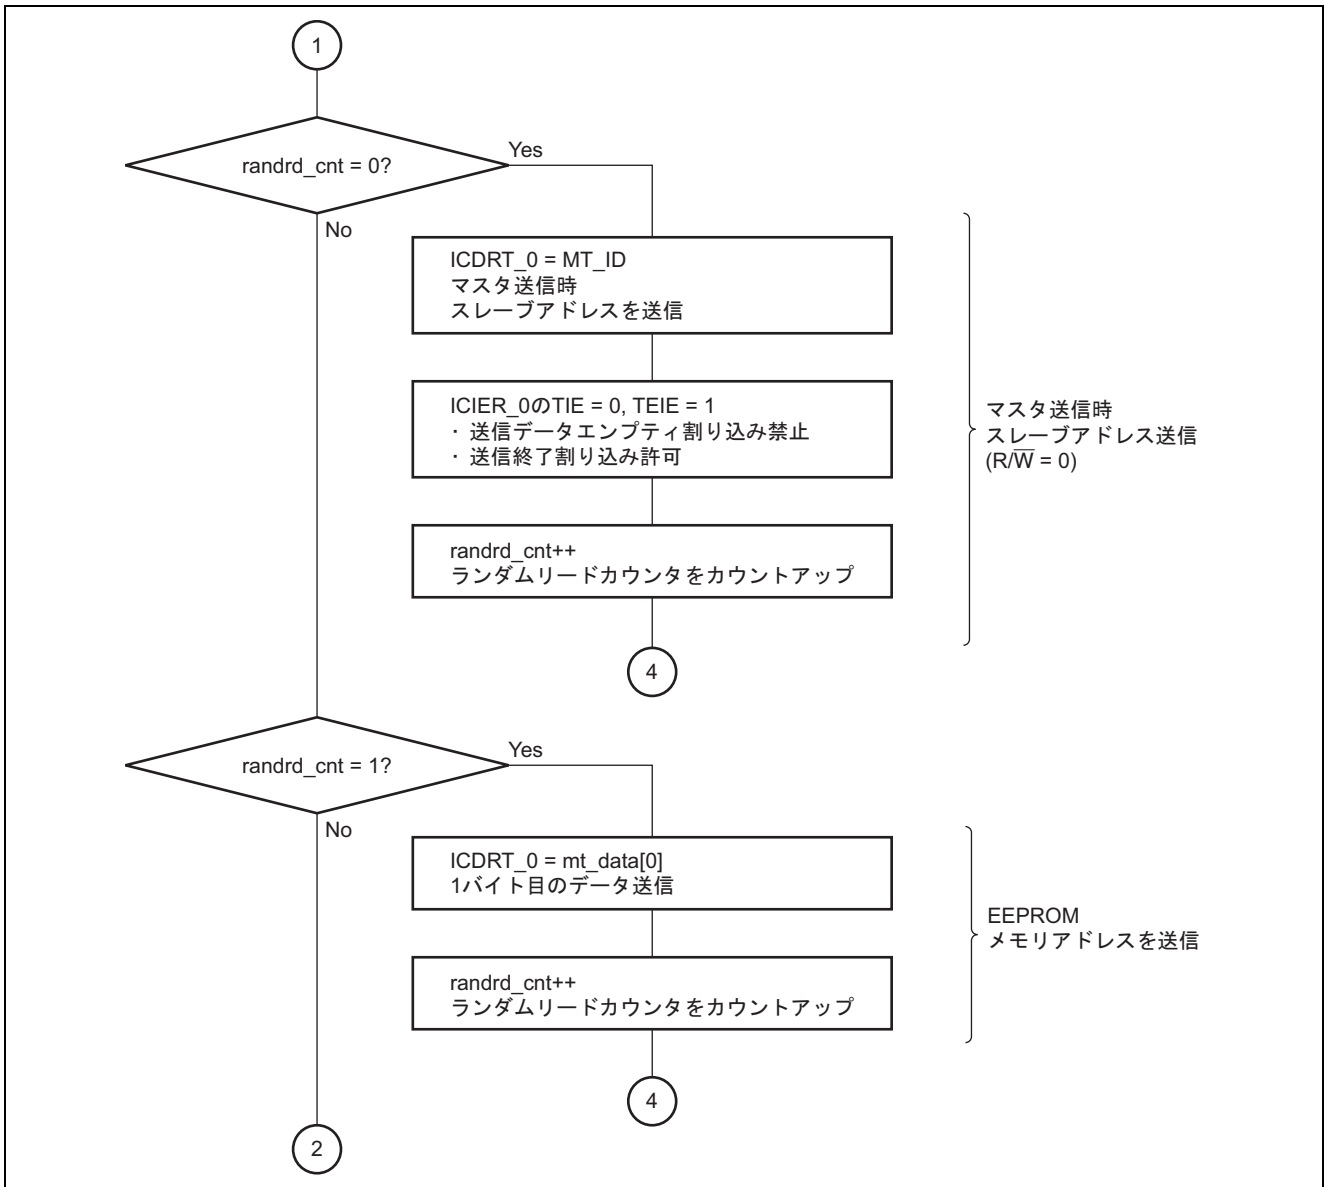 1
randrd_cnt = 0?
Yes
No
ICDRT_0 = MT_ID
マスタ送信時
スレーブアドレスを送信
ICIER_0のTIE = 0, TEIE = 1
・送信データエンプティ割り込み禁止
・送信終了割り込み許可
randrd_cnt++
ランダムリードカウンタをカウントアップ
4
マスタ送信時
スレーブアドレス送信
(R/W̅ = 0)
randrd_cnt = 1?
Yes
No
ICDRT_0 = mt_data[0]
1バイト目のデータ送信
randrd_cnt++
ランダムリードカウンタをカウントアップ
4
EEPROM
メモリアドレスを送信
2